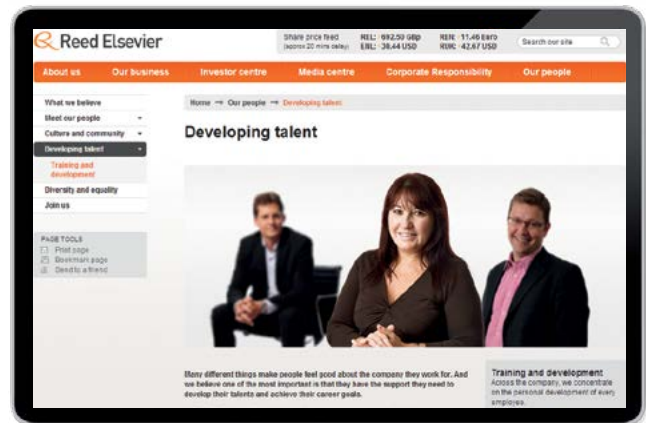 Reed Elsevier
Share price feed
(approx 20 mins delay)
REL: 692.50 GBp
ENL: 36.44 USD
REN: 11.46 Euro
RUK: 42.67 USD
Search our site
About us Our business Investor centre Media centre Corporate Responsibility Our people
What we believe
Meet our people
Culture and community
Developing talent
Training and
development
Diversity and equality
Join us
PAGE TOOLS
Print page
Bookmark page
Send to a friend
Home → Our people → Developing talent
Developing talent
Many different things make people feel good about the company they work for. And
we believe one of the most important is that they have the support they need to
develop their talents and achieve their career goals.
Training and development
Across the company, we concentrate
on the personal development of every
employee.